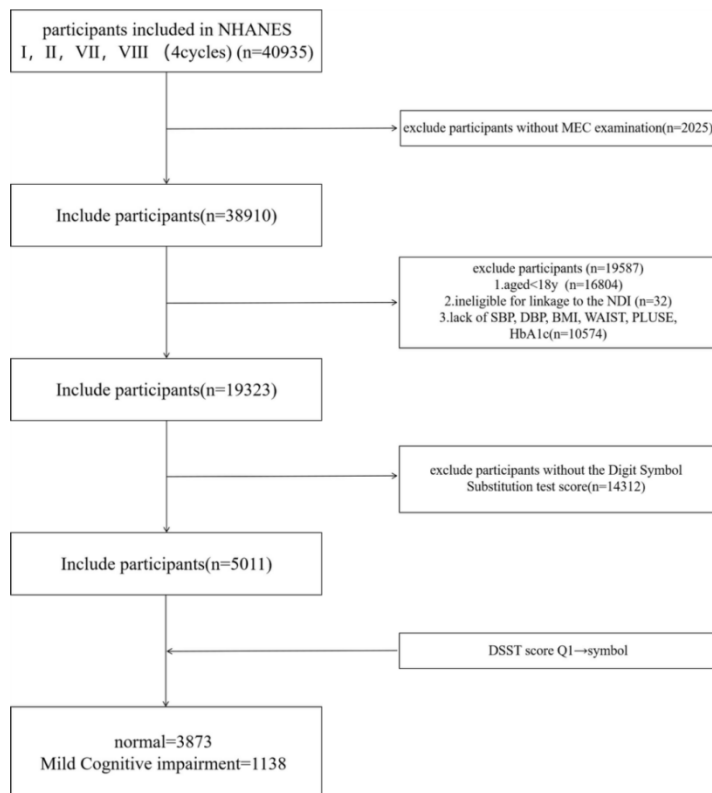 participants included in NHANES
I, II, VII, VIII (4cycles) (n=40935)
exclude participants without MEC examination(n=2025)
Include participants(n=38910)
exclude participants (n=19587)
1.aged<18y (n=16804)
2.ineligible for linkage to the NDI (n=32)
3.lack of SBP, DBP, BMI, WAIST, PLUSE,
HbA1c(n=10574)
Include participants(n=19323)
exclude participants without the Digit Symbol
Substitution test score(n=14312)
Include participants(n=5011)
DSST score Q1→symbol
normal=3873
Mild Cognitive impairment=1138